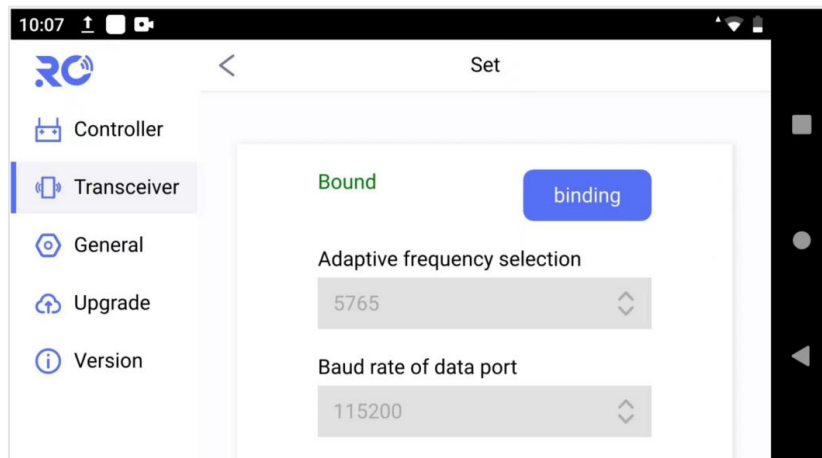 10:07
RC
Set
Controller
Transceiver
General
Upgrade
Version
Bound
binding
Adaptive frequency selection
5765
Baud rate of data port
115200